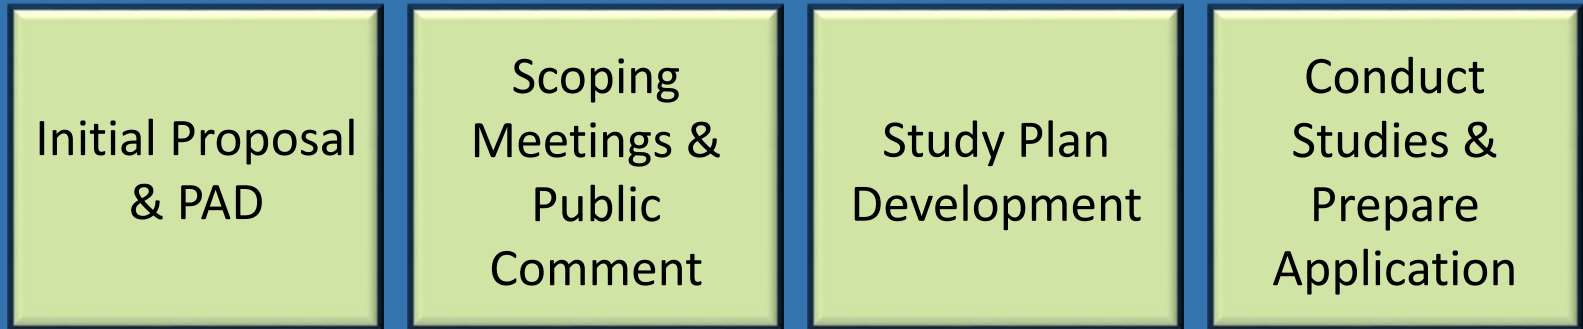 Initial Proposal
& PAD
Scoping
Meetings &
Public
Comment
Study Plan
Development
Conduct
Studies &
Prepare
Application